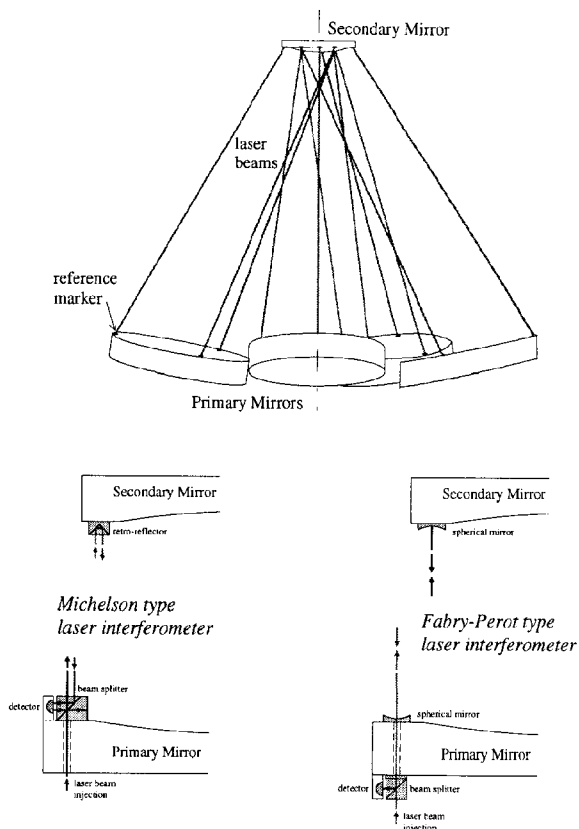 Secondary Mirror
laser
beams
reference
marker
Primary Mirrors
Secondary Mirror
retro-reflector
Michelson type
laser interferometer
beam splitter
detector
Primary Mirror
laser beam
injection
Secondary Mirror
spherical mirror
Fabry-Perot type
laser interferometer
spherical mirror
Primary Mirror
detector
beam splitter
laser beam
injection